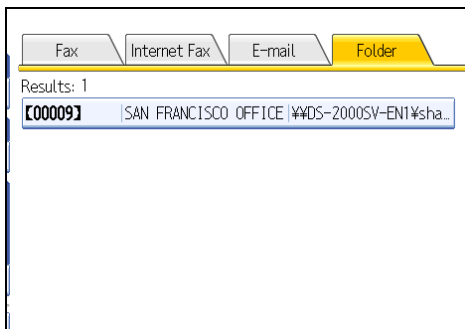 Fax Internet Fax E-mail Folder
Results: 1
【00009】 SAN FRANCISCO OFFICE ¥¥DS-2000SV-EN1¥sha...